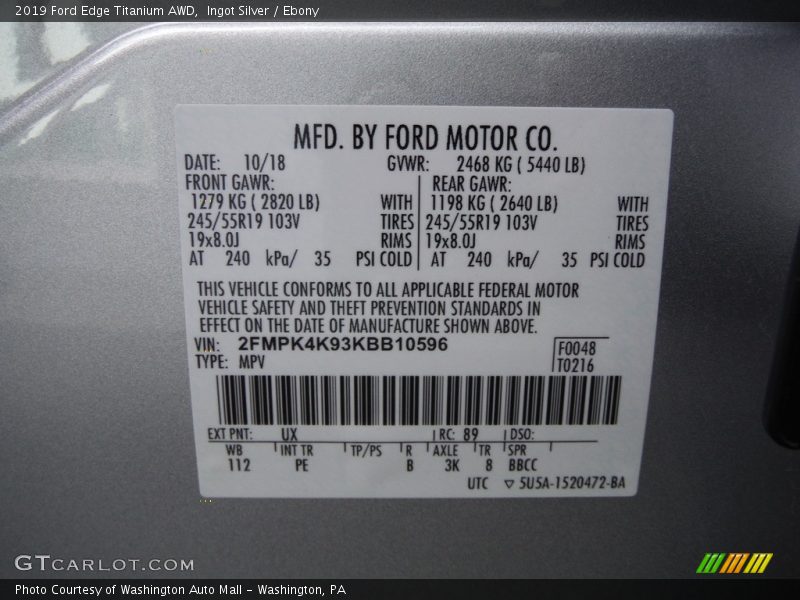 2019 Ford Edge Titanium AWD,  Ingot Silver / Ebony
MFD. BY FORD MOTOR CO.
DATE: 10/18 GVWR: 2468 KG ( 5440 LB)
FRONT GAWR: REAR GAWR:
1279 KG ( 2820 LB) WITH 1198 KG ( 2640 LB) WITH
245/55R19 103V TIRES 245/55R19 103V TIRES
19x8.0J RIMS 19x8.0J RIMS
AT 240 kPa/ 35 PSI COLD AT 240 kPa/ 35 PSI COLD
THIS VEHICLE CONFORMS TO ALL APPLICABLE FEDERAL MOTOR
VEHICLE SAFETY AND THEFT PREVENTION STANDARDS IN
EFFECT ON THE DATE OF MANUFACTURE SHOWN ABOVE.
VIN: 2FMPK4K93KBB10596 F0048
TYPE: MPV T0216
EXT PNT: UX RC: 89 DSO:
WB INT TR TP/PS R AXLE TR SPR
112 PE B 3K 8 BBCC
UTC ▽ 5U5A-1520472-BA
GTCARLOT.COM
Photo Courtesy of Washington Auto Mall - Washington, PA